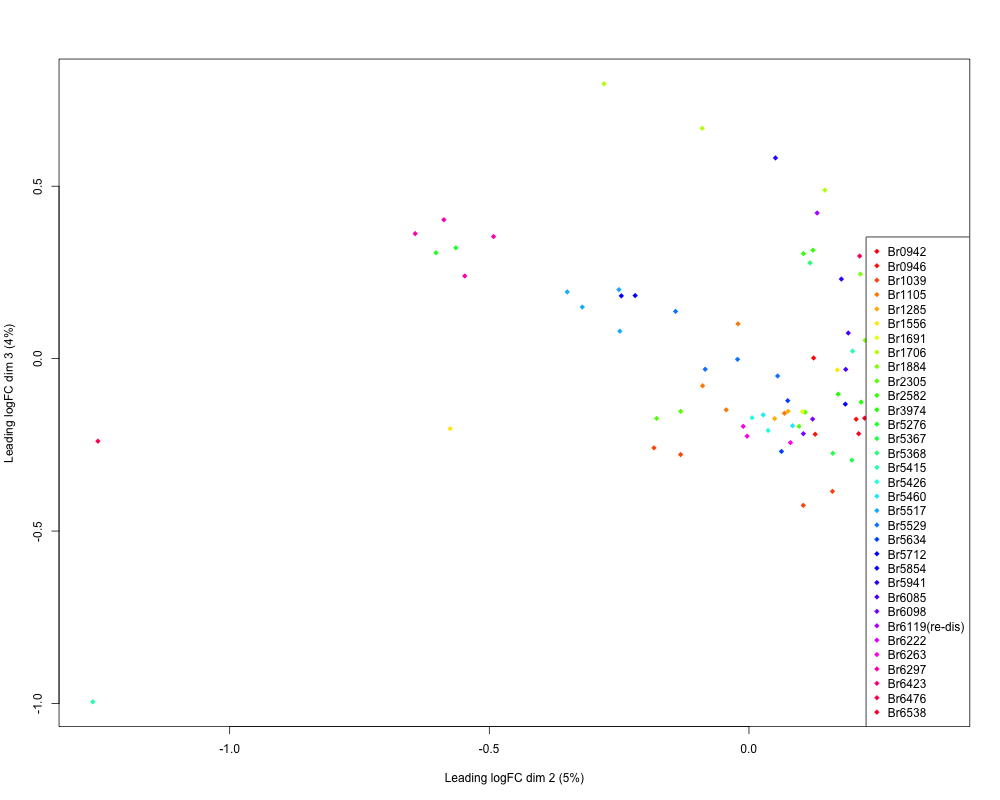 0.5
0.0
-0.5
-1.0
Leading logFC dim 3 (4%)
-1.0
-0.5
0.0
Leading logFC dim 2 (5%)
Br0942
Br0946
Br1039
Br1105
Br1285
Br1556
Br1691
Br1706
Br1884
Br2305
Br2582
Br3974
Br5276
Br5367
Br5368
Br5415
Br5426
Br5460
Br5517
Br5529
Br5634
Br5712
Br5854
Br5941
Br6085
Br6098
Br6119(re-dis)
Br6222
Br6263
Br6297
Br6423
Br6476
Br6538